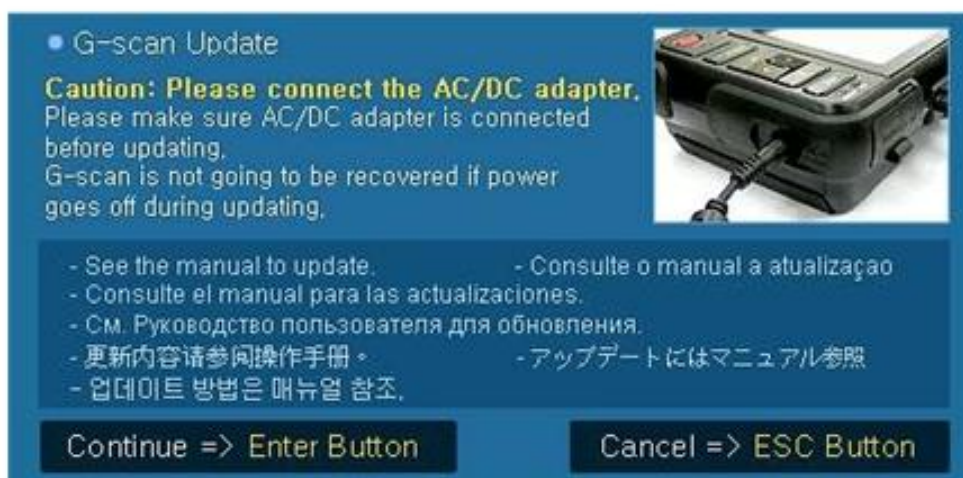 G-scan Update
Caution: Please connect the AC/DC adapter.
Please make sure AC/DC adapter is connected
before updating.
G-scan is not going to be recovered if power
goes off during updating.
- See the manual to update.
- Consulte o manual a atualizaçao
- Consulte el manual para las actualizaciones.
- См. Руководство пользователя для обновления.
- 更新内容请参阅操作手册。
- アップデートにはマニュアル参照
- 업데이트 방법은 매뉴얼 참조.
Continue => Enter Button
Cancel => ESC Button